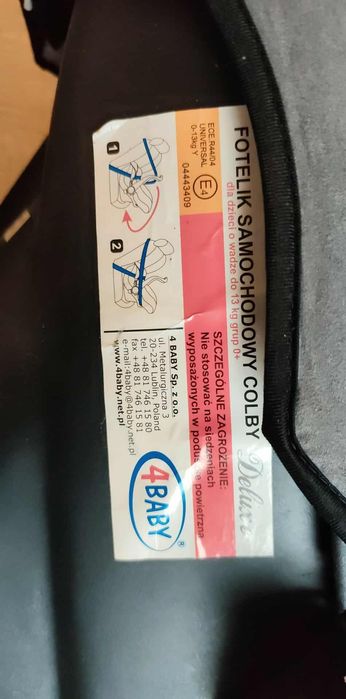 FOTELIK SAMOCHODOWY COLBY Deluxe
dla dzieci o wadze do 13 kg grup 0+
ECE R44/04
UNIVERSAL
0-13kg Y
E4
04443409
SZCZEGÓLNE ZAGROŻENIE:
Nie stosować na siedzeniach
wyposażonych w powietrzna
1
2
4 BABY Sp. z o.o.
ul Metalurgiczna 3
20-234 Lublin, Poland
tel. +48 81 746 15 80
fax +48 81 746 15 81
e-mail:4baby@4baby.net.pl
www.4baby.net.pl
4BABY®